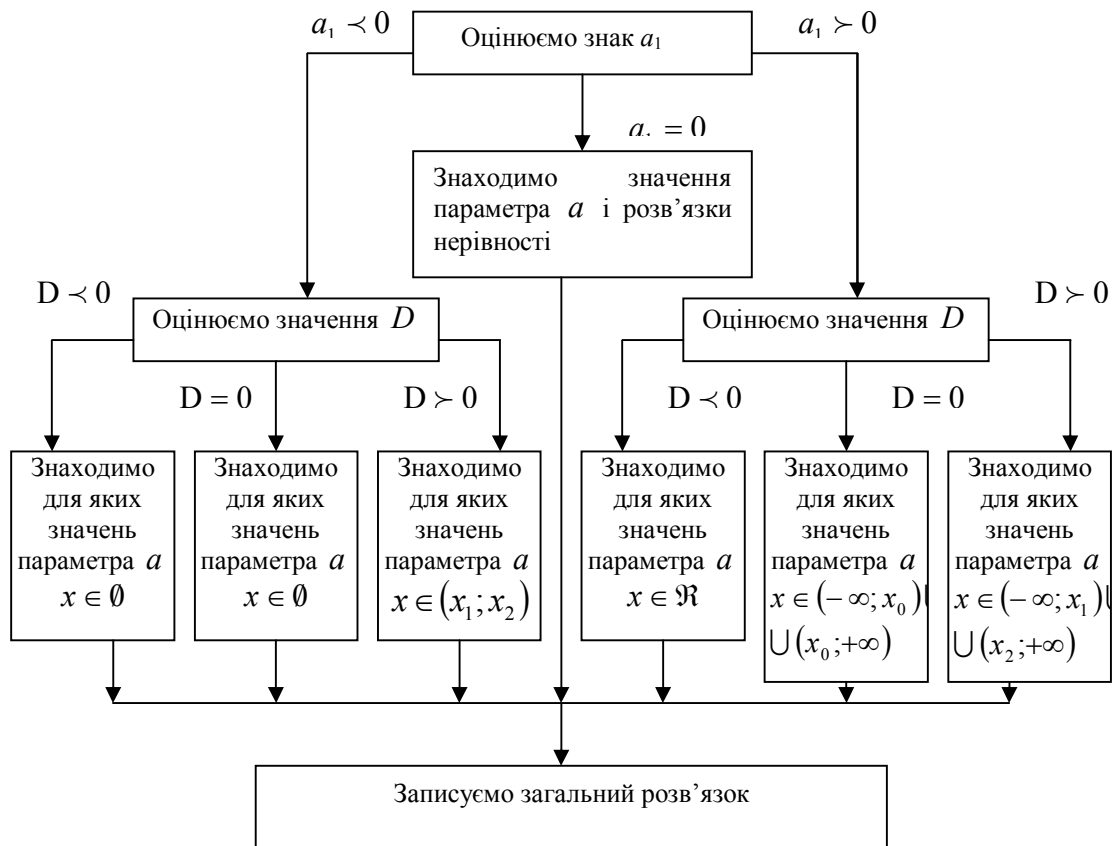 a₁ ≺ 0
Оцінюємо знак a₁
a₁ ≻ 0
a₁ = 0
Знаходимо значення
параметра a і розв’язки
нерівності
D ≺ 0
Оцінюємо значення D
Оцінюємо значення D
D ≻ 0
D = 0
D ≻ 0
D ≺ 0
D = 0
Знаходимо
для яких
значень
параметра a
x ∈ ∅
Знаходимо
для яких
значень
параметра a
x ∈ ∅
Знаходимо
для яких
значень
параметра a
x ∈ (x₁; x₂)
Знаходимо
для яких
значень
параметра a
x ∈ ℜ
Знаходимо
для яких
значень
параметра a
x ∈ (− ∞; x₀)∪
∪(x₀;+∞)
Знаходимо
для яких
значень
параметра a
x ∈ (− ∞; x₁)∪
∪(x₂;+∞)
Записуємо загальний розв’язок